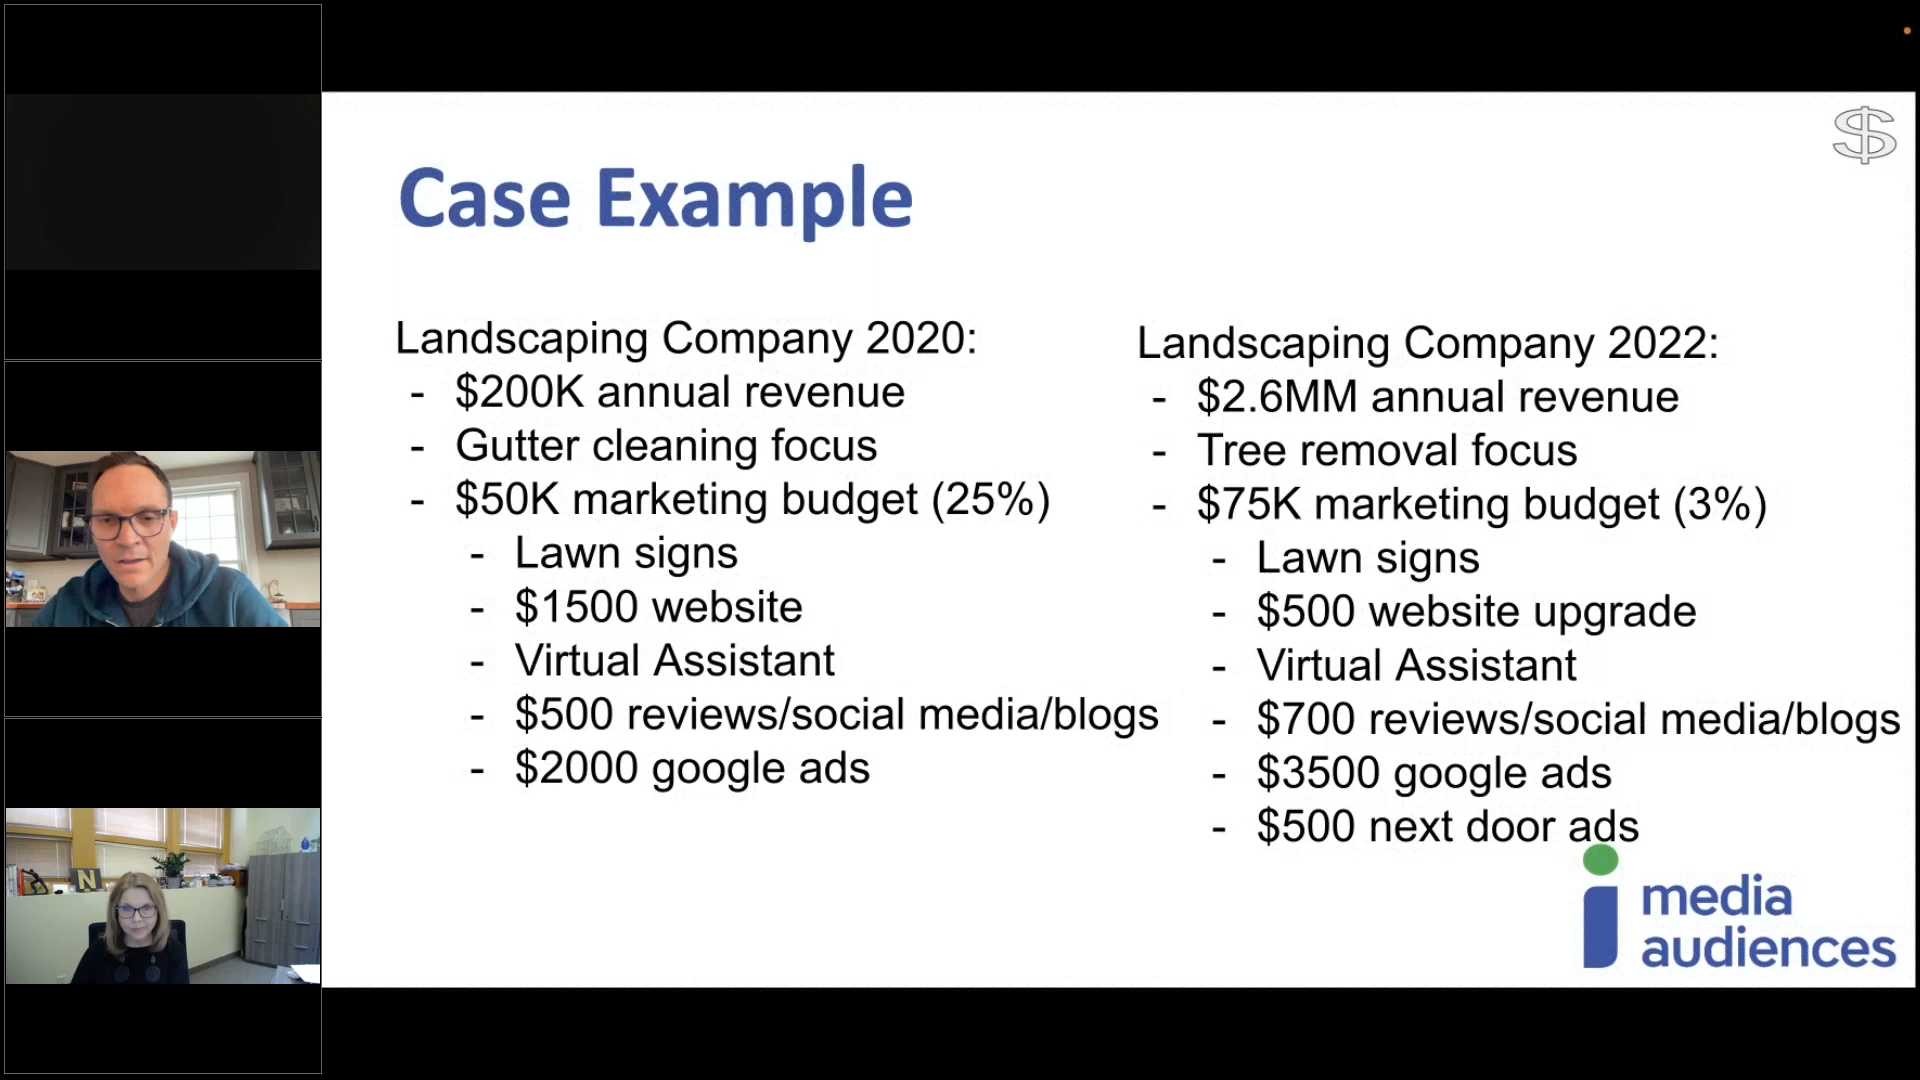 $
Case Example
Landscaping Company 2020:
- $200K annual revenue
- Gutter cleaning focus
- $50K marketing budget (25%)
- Lawn signs
- $1500 website
- Virtual Assistant
- $500 reviews/social media/blogs
- $2000 google ads
Landscaping Company 2022:
- $2.6MM annual revenue
- Tree removal focus
- $75K marketing budget (3%)
- Lawn signs
- $500 website upgrade
- Virtual Assistant
- $700 reviews/social media/blogs
- $3500 google ads
- $500 next door ads
i media
audiences
N